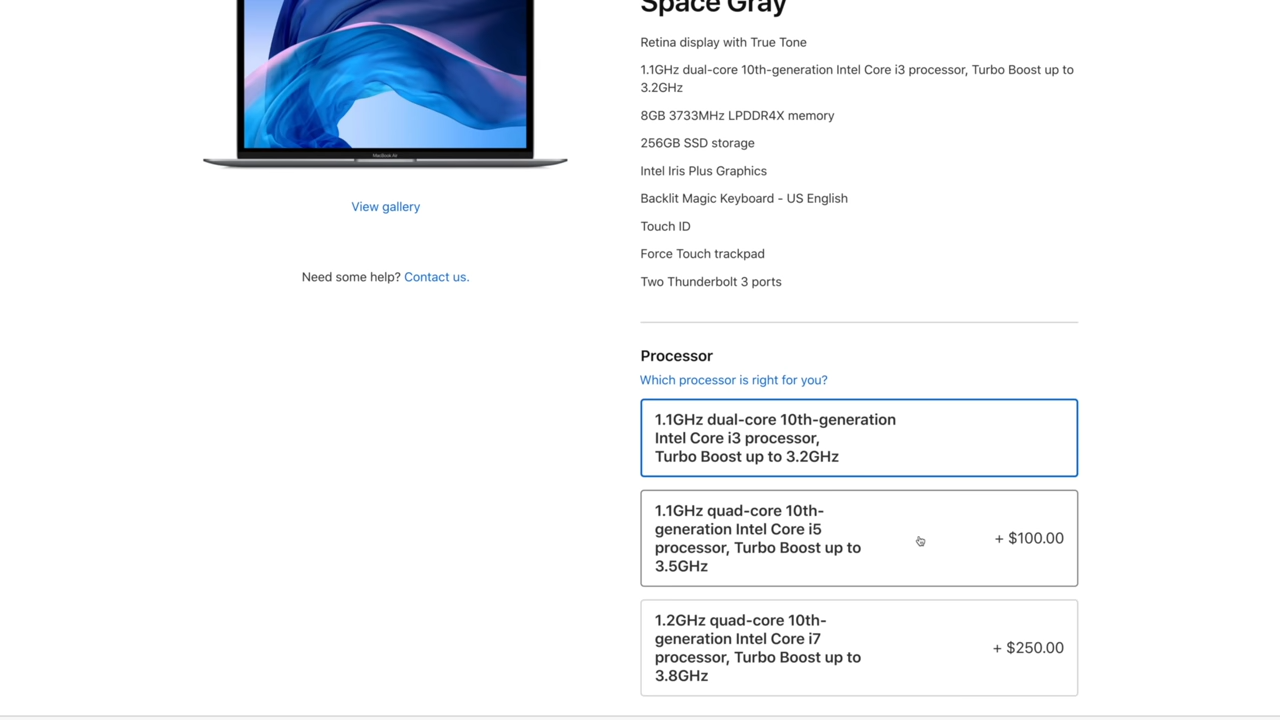 Space Gray
Retina display with True Tone
1.1GHz dual-core 10th-generation Intel Core i3 processor, Turbo Boost up to
3.2GHz
8GB 3733MHz LPDDR4X memory
MacBook Air
256GB SSD storage
Intel Iris Plus Graphics
Backlit Magic Keyboard - US English
View gallery
Touch ID
Force Touch trackpad
Need some help? Contact us.
Two Thunderbolt 3 ports
Processor
Which processor is right for you?
1.1GHz dual-core 10th-generation
Intel Core i3 processor,
Turbo Boost up to 3.2GHz
1.1GHz quad-core 10th-
generation Intel Core i5
processor, Turbo Boost up to
3.5GHz
+ $100.00
1.2GHz quad-core 10th-
generation Intel Core i7
processor, Turbo Boost up to
3.8GHz
+ $250.00